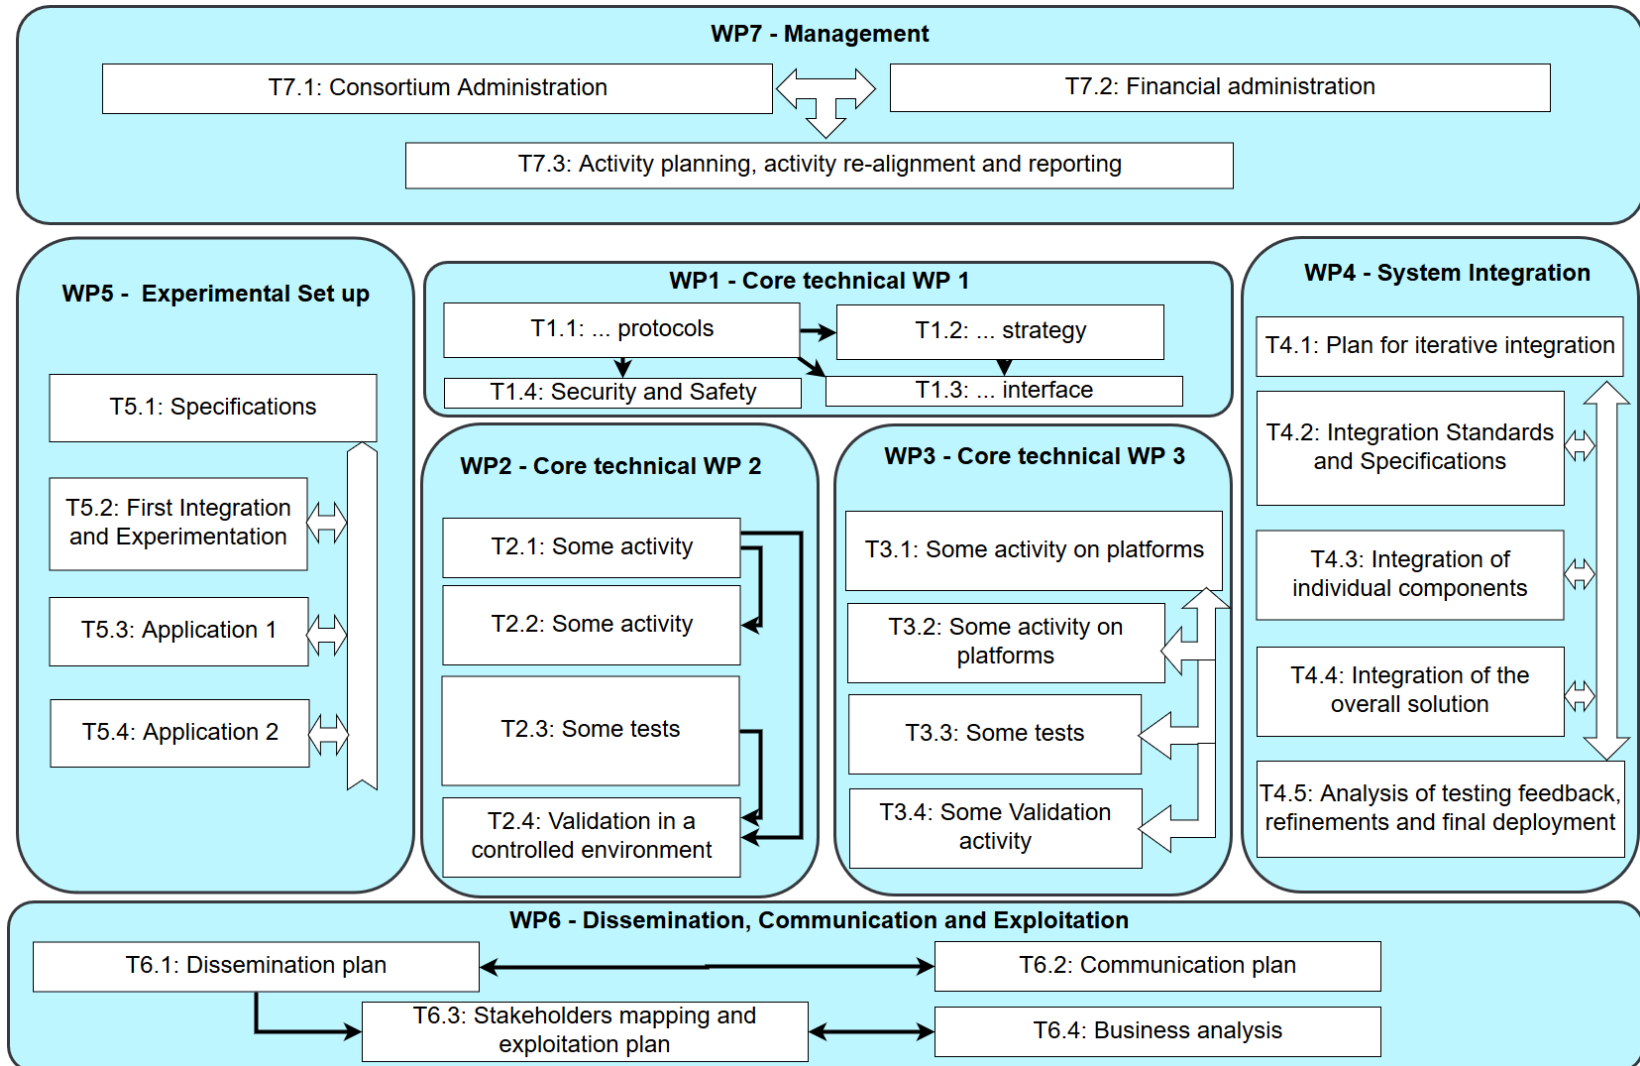 WP7 - Management
T7.1: Consortium Administration
T7.2: Financial administration
T7.3: Activity planning, activity re-alignment and reporting
WP5 -  Experimental Set up
T5.1: Specifications
T5.2: First Integration
and Experimentation
T5.3: Application 1
T5.4: Application 2
WP1 - Core technical WP 1
T1.1: ... protocols
T1.2: ... strategy
T1.4: Security and Safety
T1.3: ... interface
WP2 - Core technical WP 2
T2.1: Some activity
T2.2: Some activity
T2.3: Some tests
T2.4: Validation in a
controlled environment
WP3 - Core technical WP 3
T3.1: Some activity on platforms
T3.2: Some activity on
platforms
T3.3: Some tests
T3.4: Some Validation
activity
WP4 - System Integration
T4.1: Plan for iterative integration
T4.2: Integration Standards
and Specifications
T4.3: Integration of
individual components
T4.4: Integration of the
overall solution
T4.5: Analysis of testing feedback,
refinements and final deployment
WP6 - Dissemination, Communication and Exploitation
T6.1: Dissemination plan
T6.2: Communication plan
T6.3: Stakeholders mapping and
exploitation plan
T6.4: Business analysis